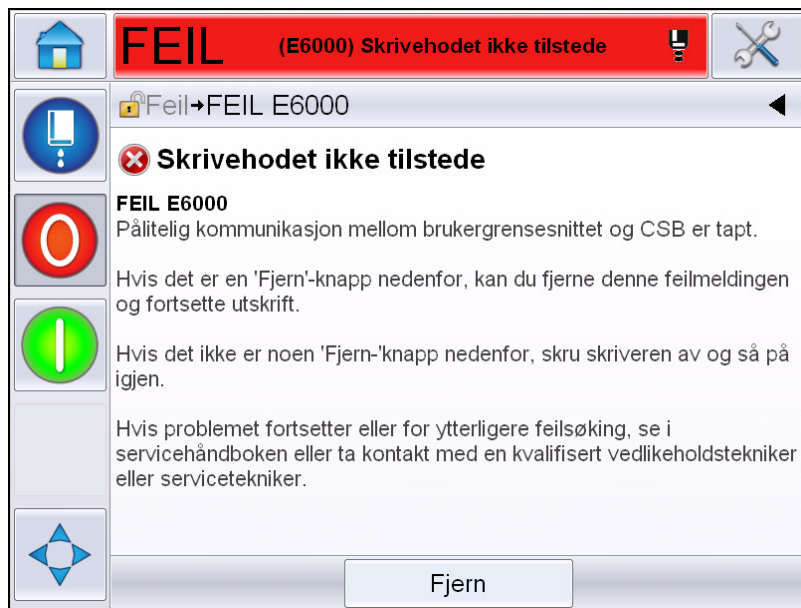 FEIL (E6000) Skrivehodet ikke tilstede
Feil→FEIL E6000
Skrivehodet ikke tilstede
FEIL E6000
Pålitelig kommunikasjon mellom brukergrensesnittet og CSB er tapt.
Hvis det er en 'Fjern'-knapp nedenfor, kan du fjerne denne feilmeldingen
og fortsette utskrift.
Hvis det ikke er noen 'Fjern-'knapp nedenfor, skru skriveren av og så på
igjen.
Hvis problemet fortsetter eller for ytterligere feilsøking, se i
servicehåndboken eller ta kontakt med en kvalifisert vedlikeholdstekniker
eller servicetekniker.
Fjern